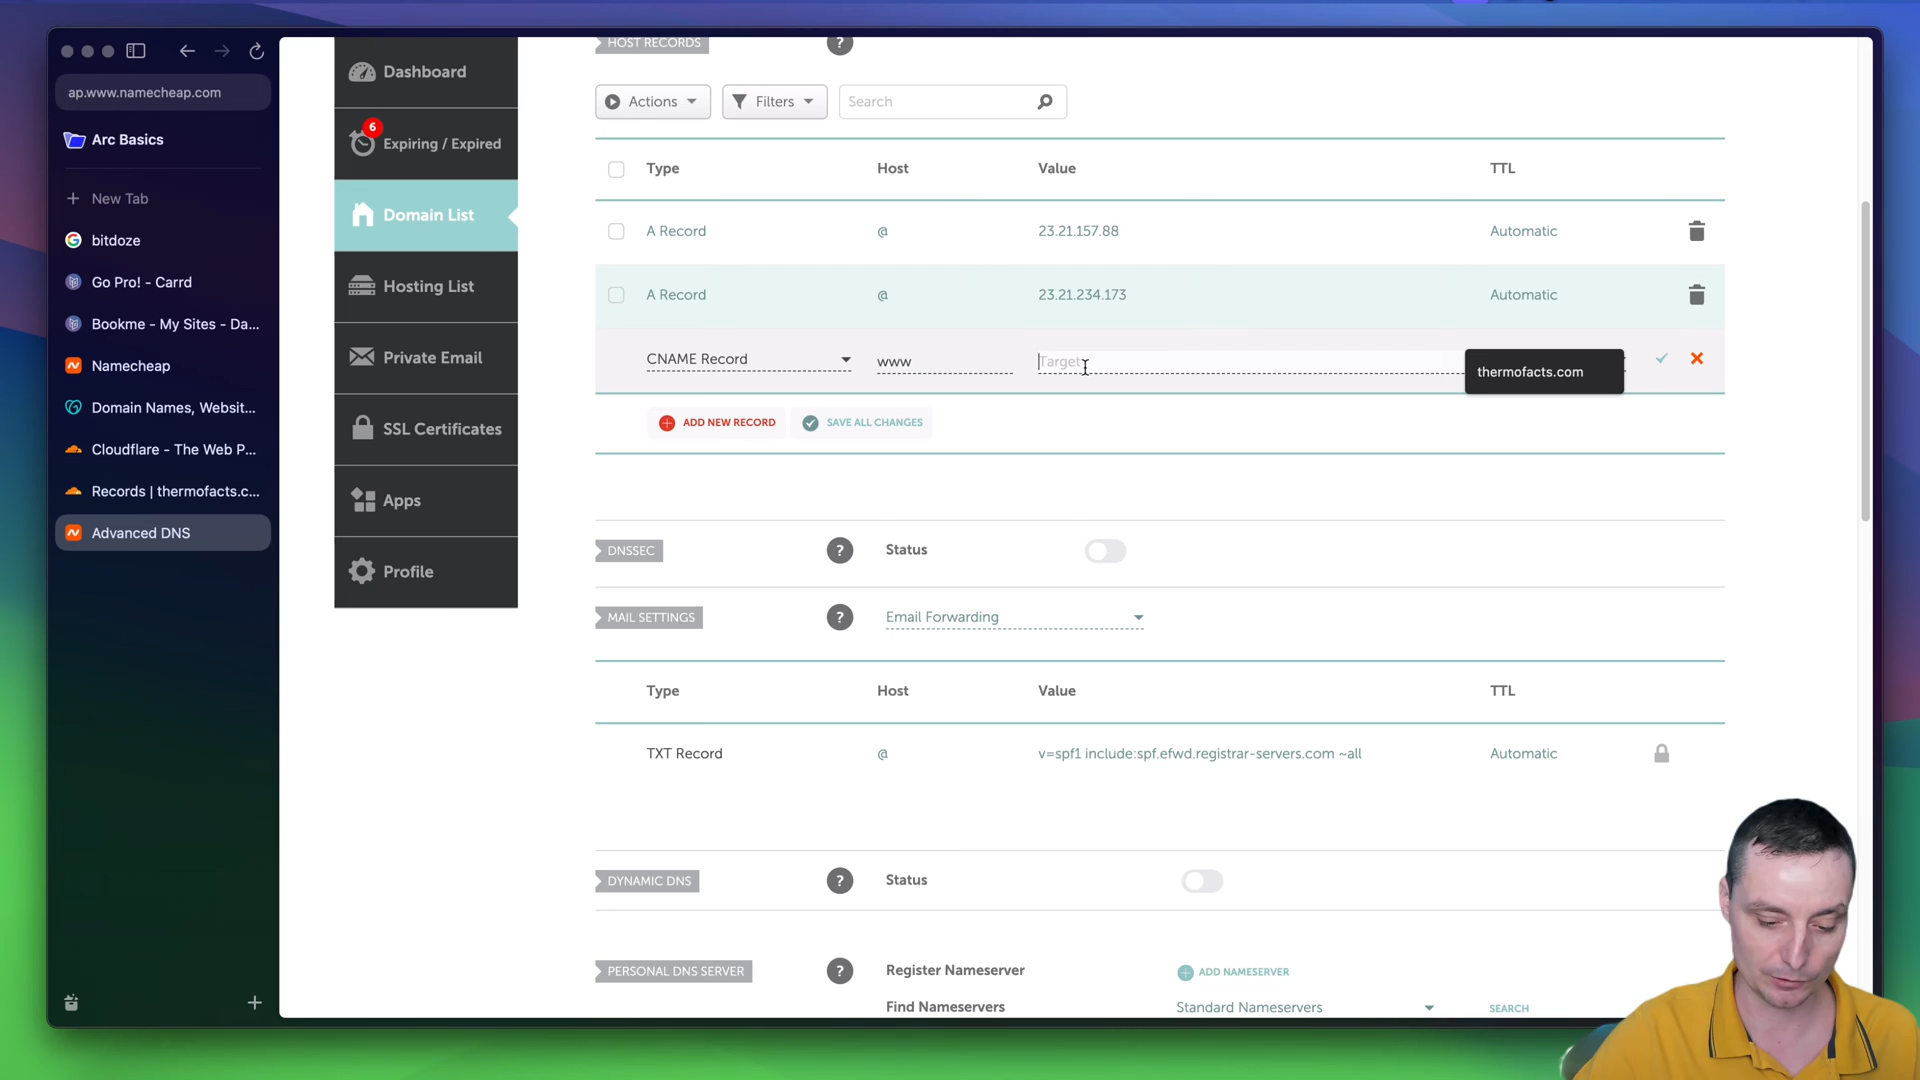 ap.www.namecheap.com
Arc Basics
New Tab
bitdoze
Go Pro! - Carrd
Bookme - My Sites - Da...
Namecheap
Domain Names, Websit...
Cloudflare - The Web P...
Records | thermofacts.c...
Advanced DNS
Dashboard
6
Expiring / Expired
Domain List
Hosting List
Private Email
SSL Certificates
Apps
Profile
HOST RECORDS ?
Actions Filters Search
Type Host Value TTL
A Record @ 23.21.157.88 Automatic
A Record @ 23.21.234.173 Automatic
CNAME Record www Target
thermofacts.com
ADD NEW RECORD SAVE ALL CHANGES
DNSSEC ? Status
MAIL SETTINGS ? Email Forwarding
Type Host Value TTL
TXT Record @ v=spf1 include:spf.efwd.registrar-servers.com ~all Automatic
DYNAMIC DNS ? Status
PERSONAL DNS SERVER ? Register Nameserver ADD NAMESERVER
Find Nameservers Standard Nameservers SEARCH